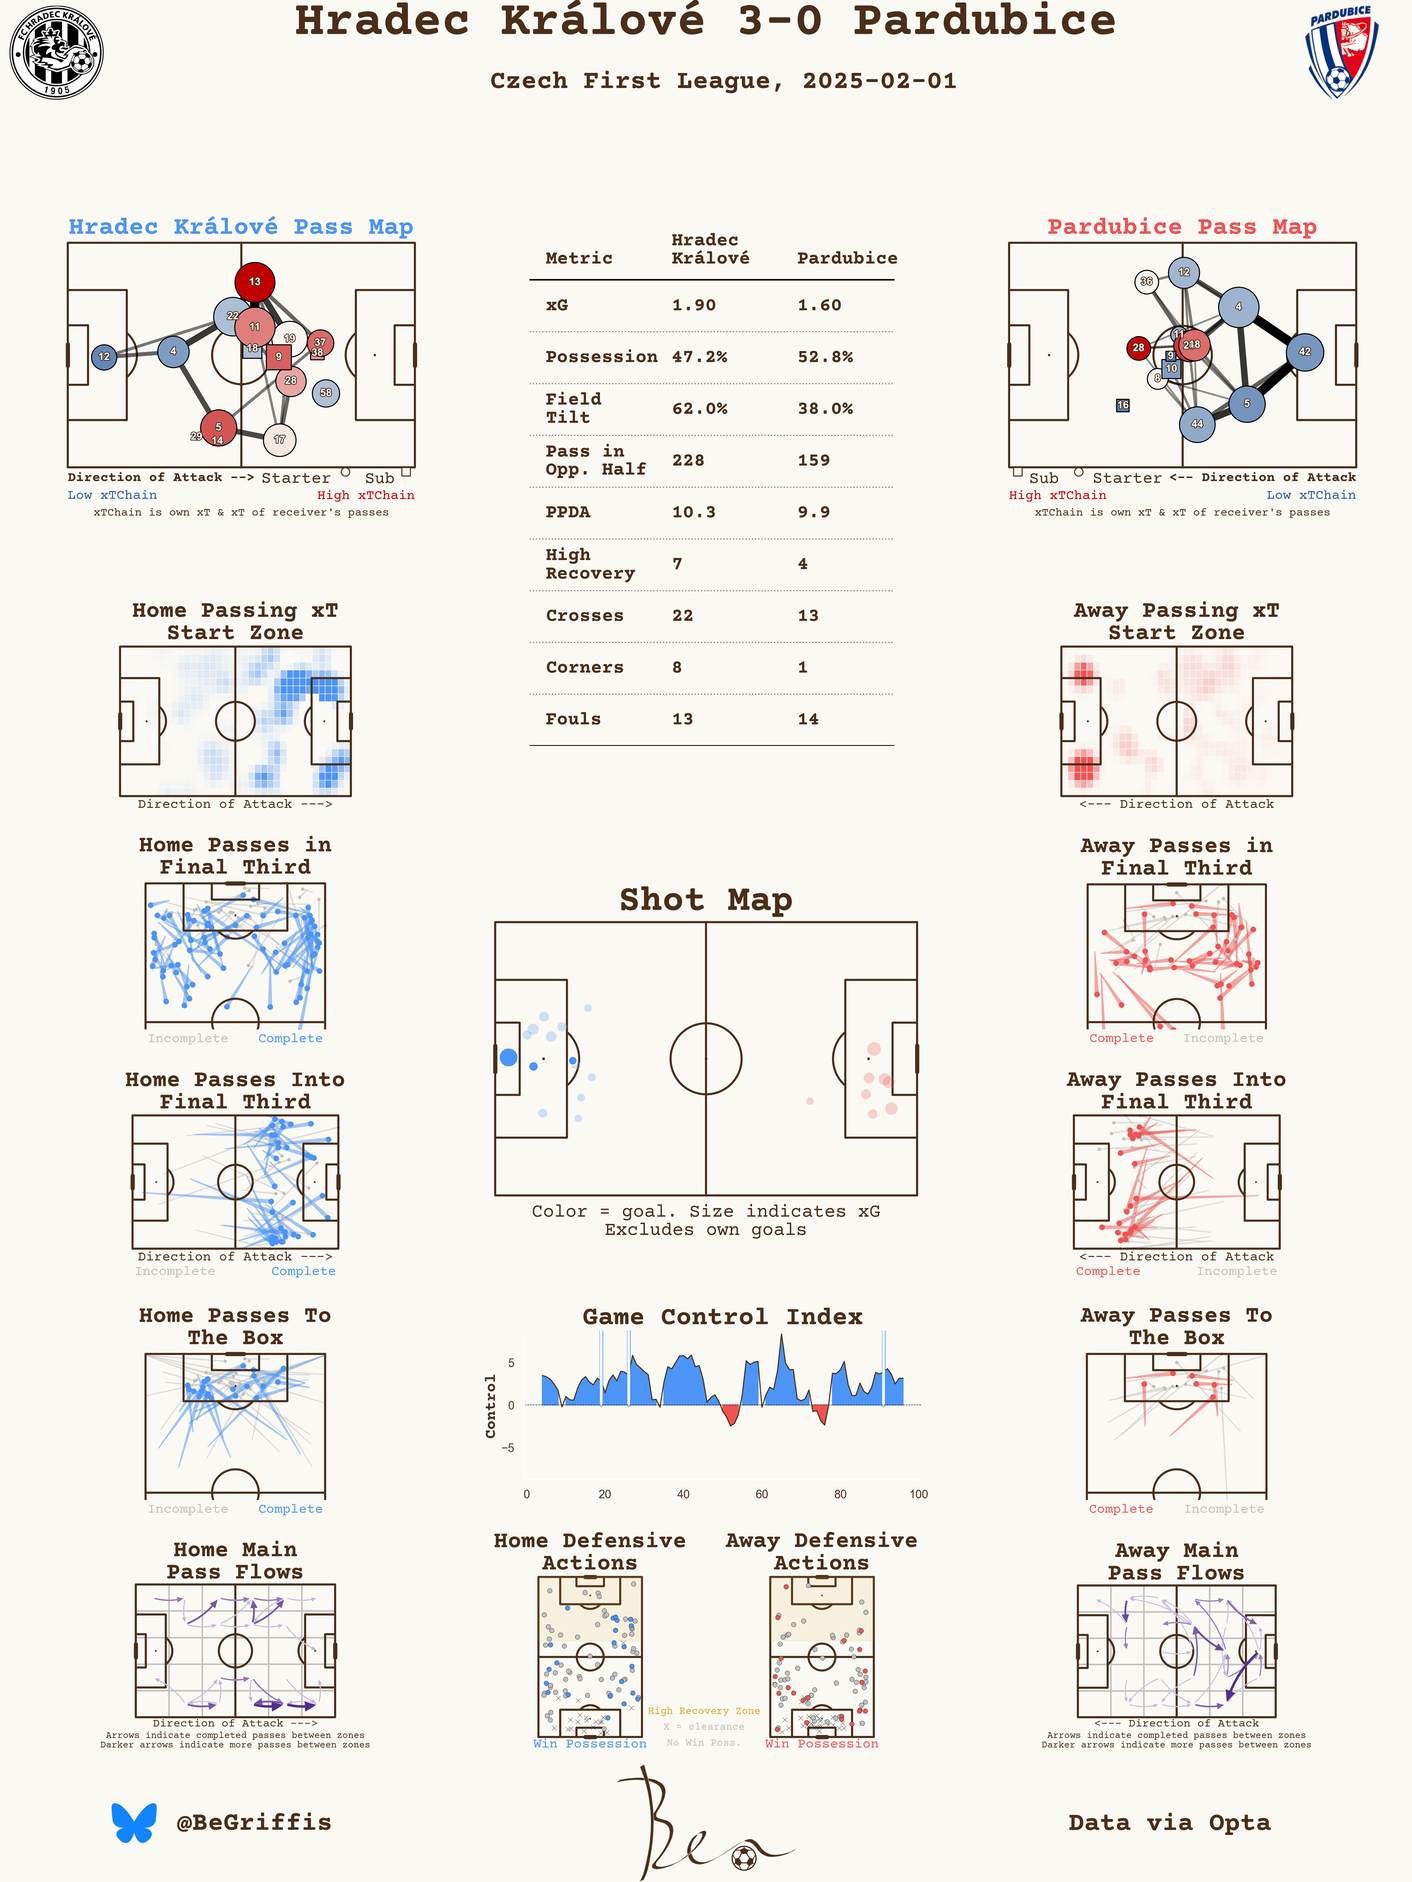 Hradec Králové 3-0 Pardubice
Czech First League, 2025-02-01
FC HRADEC KRÁLOVÉ
1905
PARDUBICE
Hradec Králové Pass Map
13
22
11
19
37
38
18
9
12
4
28
58
5
29
14
17
Direction of Attack --> Starter Sub
Low xTChain High xTChain
xTChain is own xT & xT of receiver's passes
Metric Hradec Králové Pardubice
xG 1.90 1.60
Possession 47.2% 52.8%
Field Tilt 62.0% 38.0%
Pass in Opp. Half 228 159
PPDA 10.3 9.9
High Recovery 7 4
Crosses 22 13
Corners 8 1
Fouls 13 14
Pardubice Pass Map
36
12
4
11
28
18
42
9
10
8
16
5
44
Sub Starter <-- Direction of Attack
High xTChain Low xTChain
xTChain is own xT & xT of receiver's passes
Home Passing xT
Start Zone
Direction of Attack --->
Away Passing xT
Start Zone
<--- Direction of Attack
Home Passes in
Final Third
Incomplete Complete
Away Passes in
Final Third
Complete Incomplete
Shot Map
Color = goal. Size indicates xG
Excludes own goals
Home Passes Into
Final Third
Direction of Attack --->
Incomplete Complete
Away Passes Into
Final Third
<--- Direction of Attack
Complete Incomplete
Home Passes To
The Box
Incomplete Complete
Game Control Index
Control
5
0
−5
0 20 40 60 80 100
Away Passes To
The Box
Complete Incomplete
Home Main
Pass Flows
Direction of Attack --->
Arrows indicate completed passes between zones
Darker arrows indicate more passes between zones
Home Defensive
Actions
Win Possession
Away Defensive
Actions
Win Possession
High Recovery Zone
X = clearance
No Win Poss.
Away Main
Pass Flows
<--- Direction of Attack
Arrows indicate completed passes between zones
Darker arrows indicate more passes between zones
@BeGriffis
Ben
Data via Opta